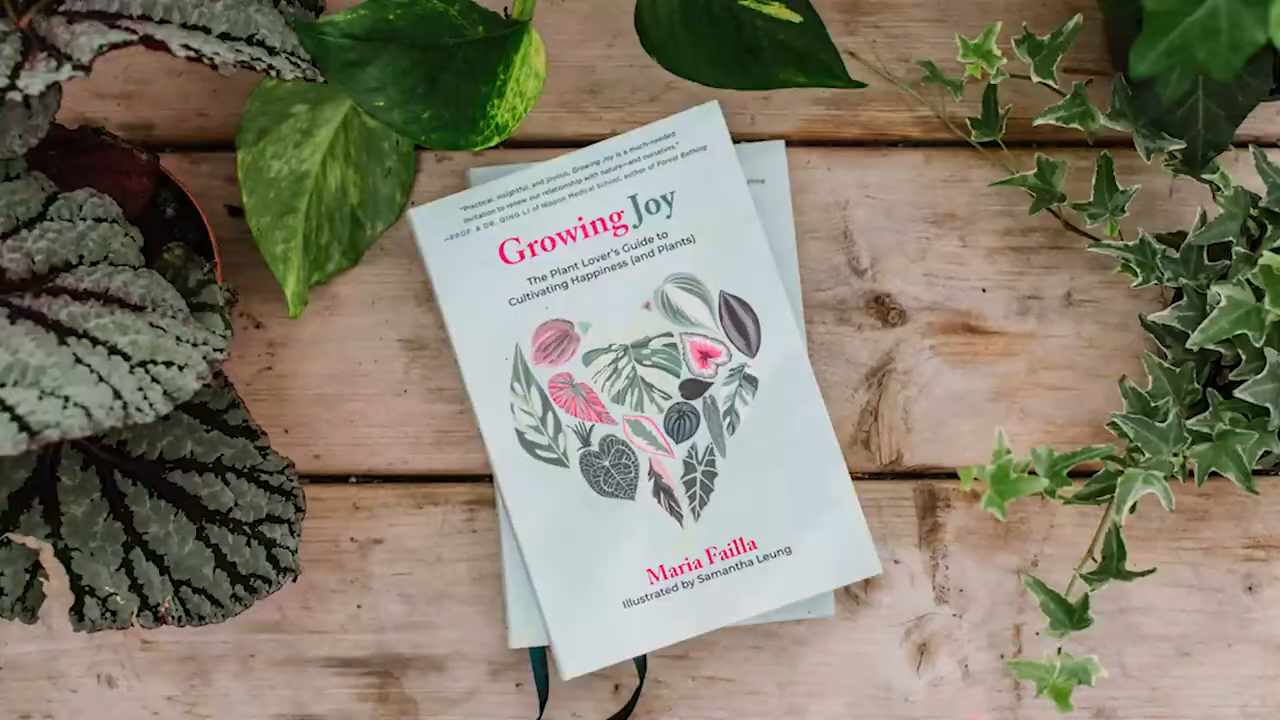 "Practical, insightful, and joyous, Growing Joy is a much-needed
invitation to renew our relationship with nature—and ourselves."
—PROF. & DR. QING LI of Nippon Medical School, author of Forest Bathing
Growing Joy
The Plant Lover's Guide to
Cultivating Happiness (and Plants)
Maria Failla
Illustrated by Samantha Leung